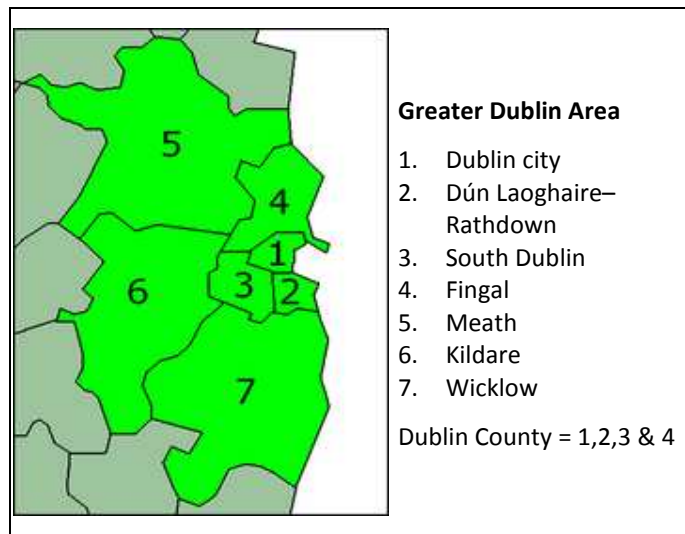 5
4
1
3
2
6
7
Greater Dublin Area
1. Dublin city
2. Dún Laoghaire–
Rathdown
3. South Dublin
4. Fingal
5. Meath
6. Kildare
7. Wicklow
Dublin County = 1,2,3 & 4